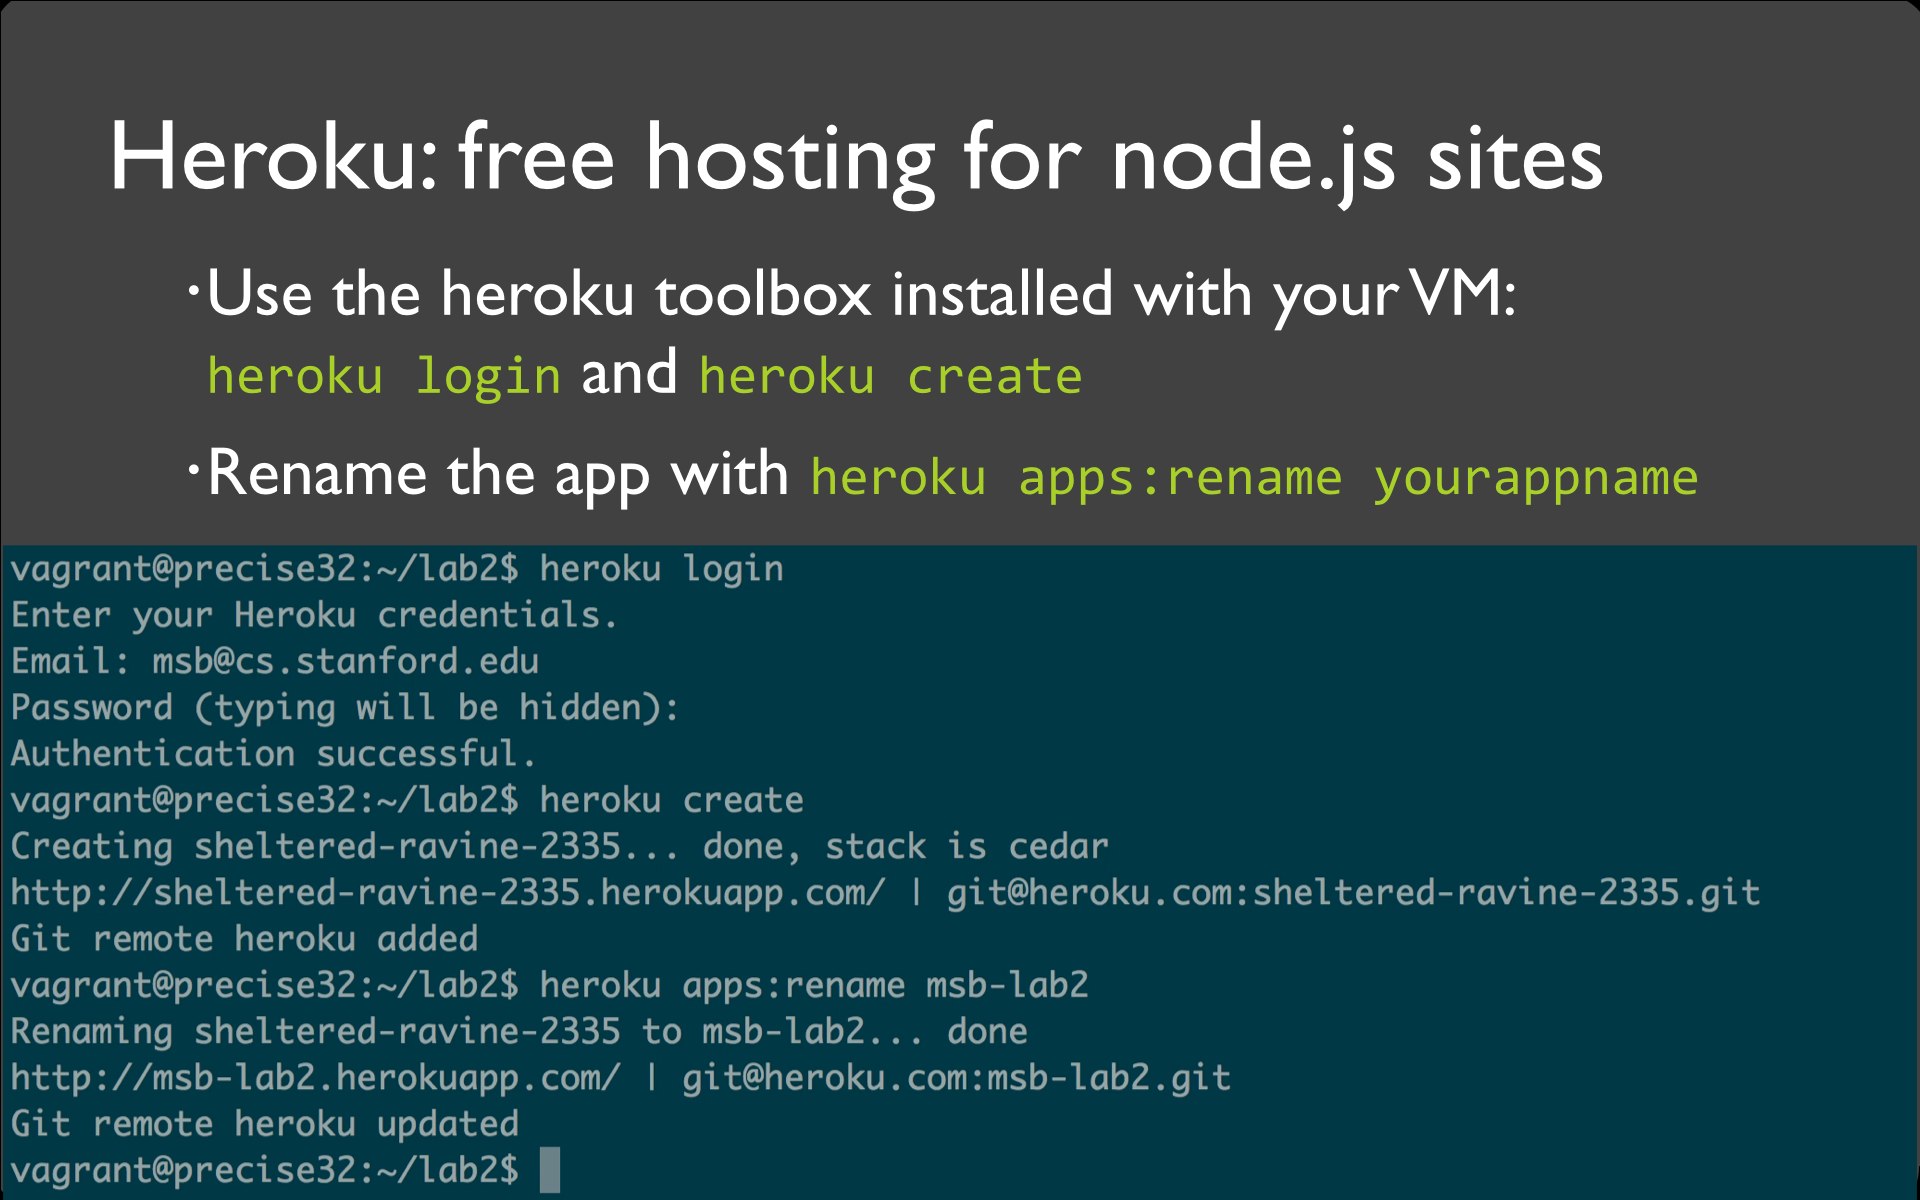 Heroku: free hosting for node.js sites
·Use the heroku toolbox installed with your VM:
heroku login and heroku create
·Rename the app with heroku apps:rename yourappname
vagrant@precise32:~/lab2$ heroku login
Enter your Heroku credentials.
Email: msb@cs.stanford.edu
Password (typing will be hidden):
Authentication successful.
vagrant@precise32:~/lab2$ heroku create
Creating sheltered-ravine-2335... done, stack is cedar
http://sheltered-ravine-2335.herokuapp.com/ | git@heroku.com:sheltered-ravine-2335.git
Git remote heroku added
vagrant@precise32:~/lab2$ heroku apps:rename msb-lab2
Renaming sheltered-ravine-2335 to msb-lab2... done
http://msb-lab2.herokuapp.com/ | git@heroku.com:msb-lab2.git
Git remote heroku updated
vagrant@precise32:~/lab2$